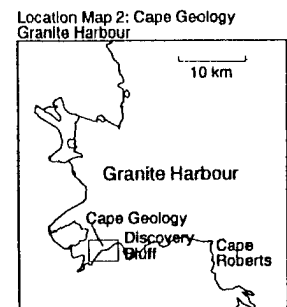 Location Map 2: Cape Geology
Granite Harbour
10 km
Granite Harbour
Cape Geology
Discovery
Bluff
Cape
Roberts